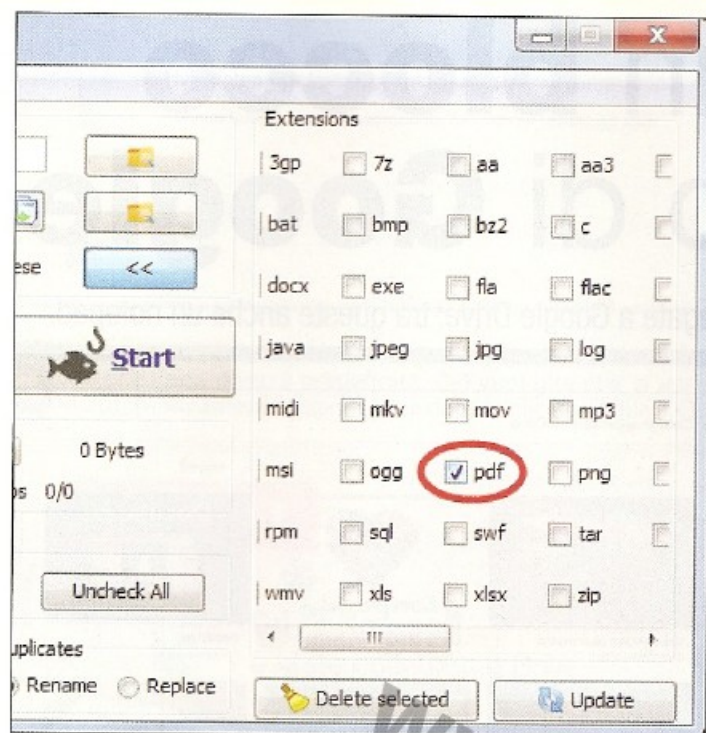 Extensions
3gp 7z aa aa3
bat bmp bz2 c
ese <<
docx exe fla flac
Start
java jpeg jpg log
midi mkv mov mp3
0 Bytes
msi ogg pdf png
0/0
rpm sql swf tar
Uncheck All
wmv xls xlsx zip
uplicates
Rename Replace
Delete selected Update